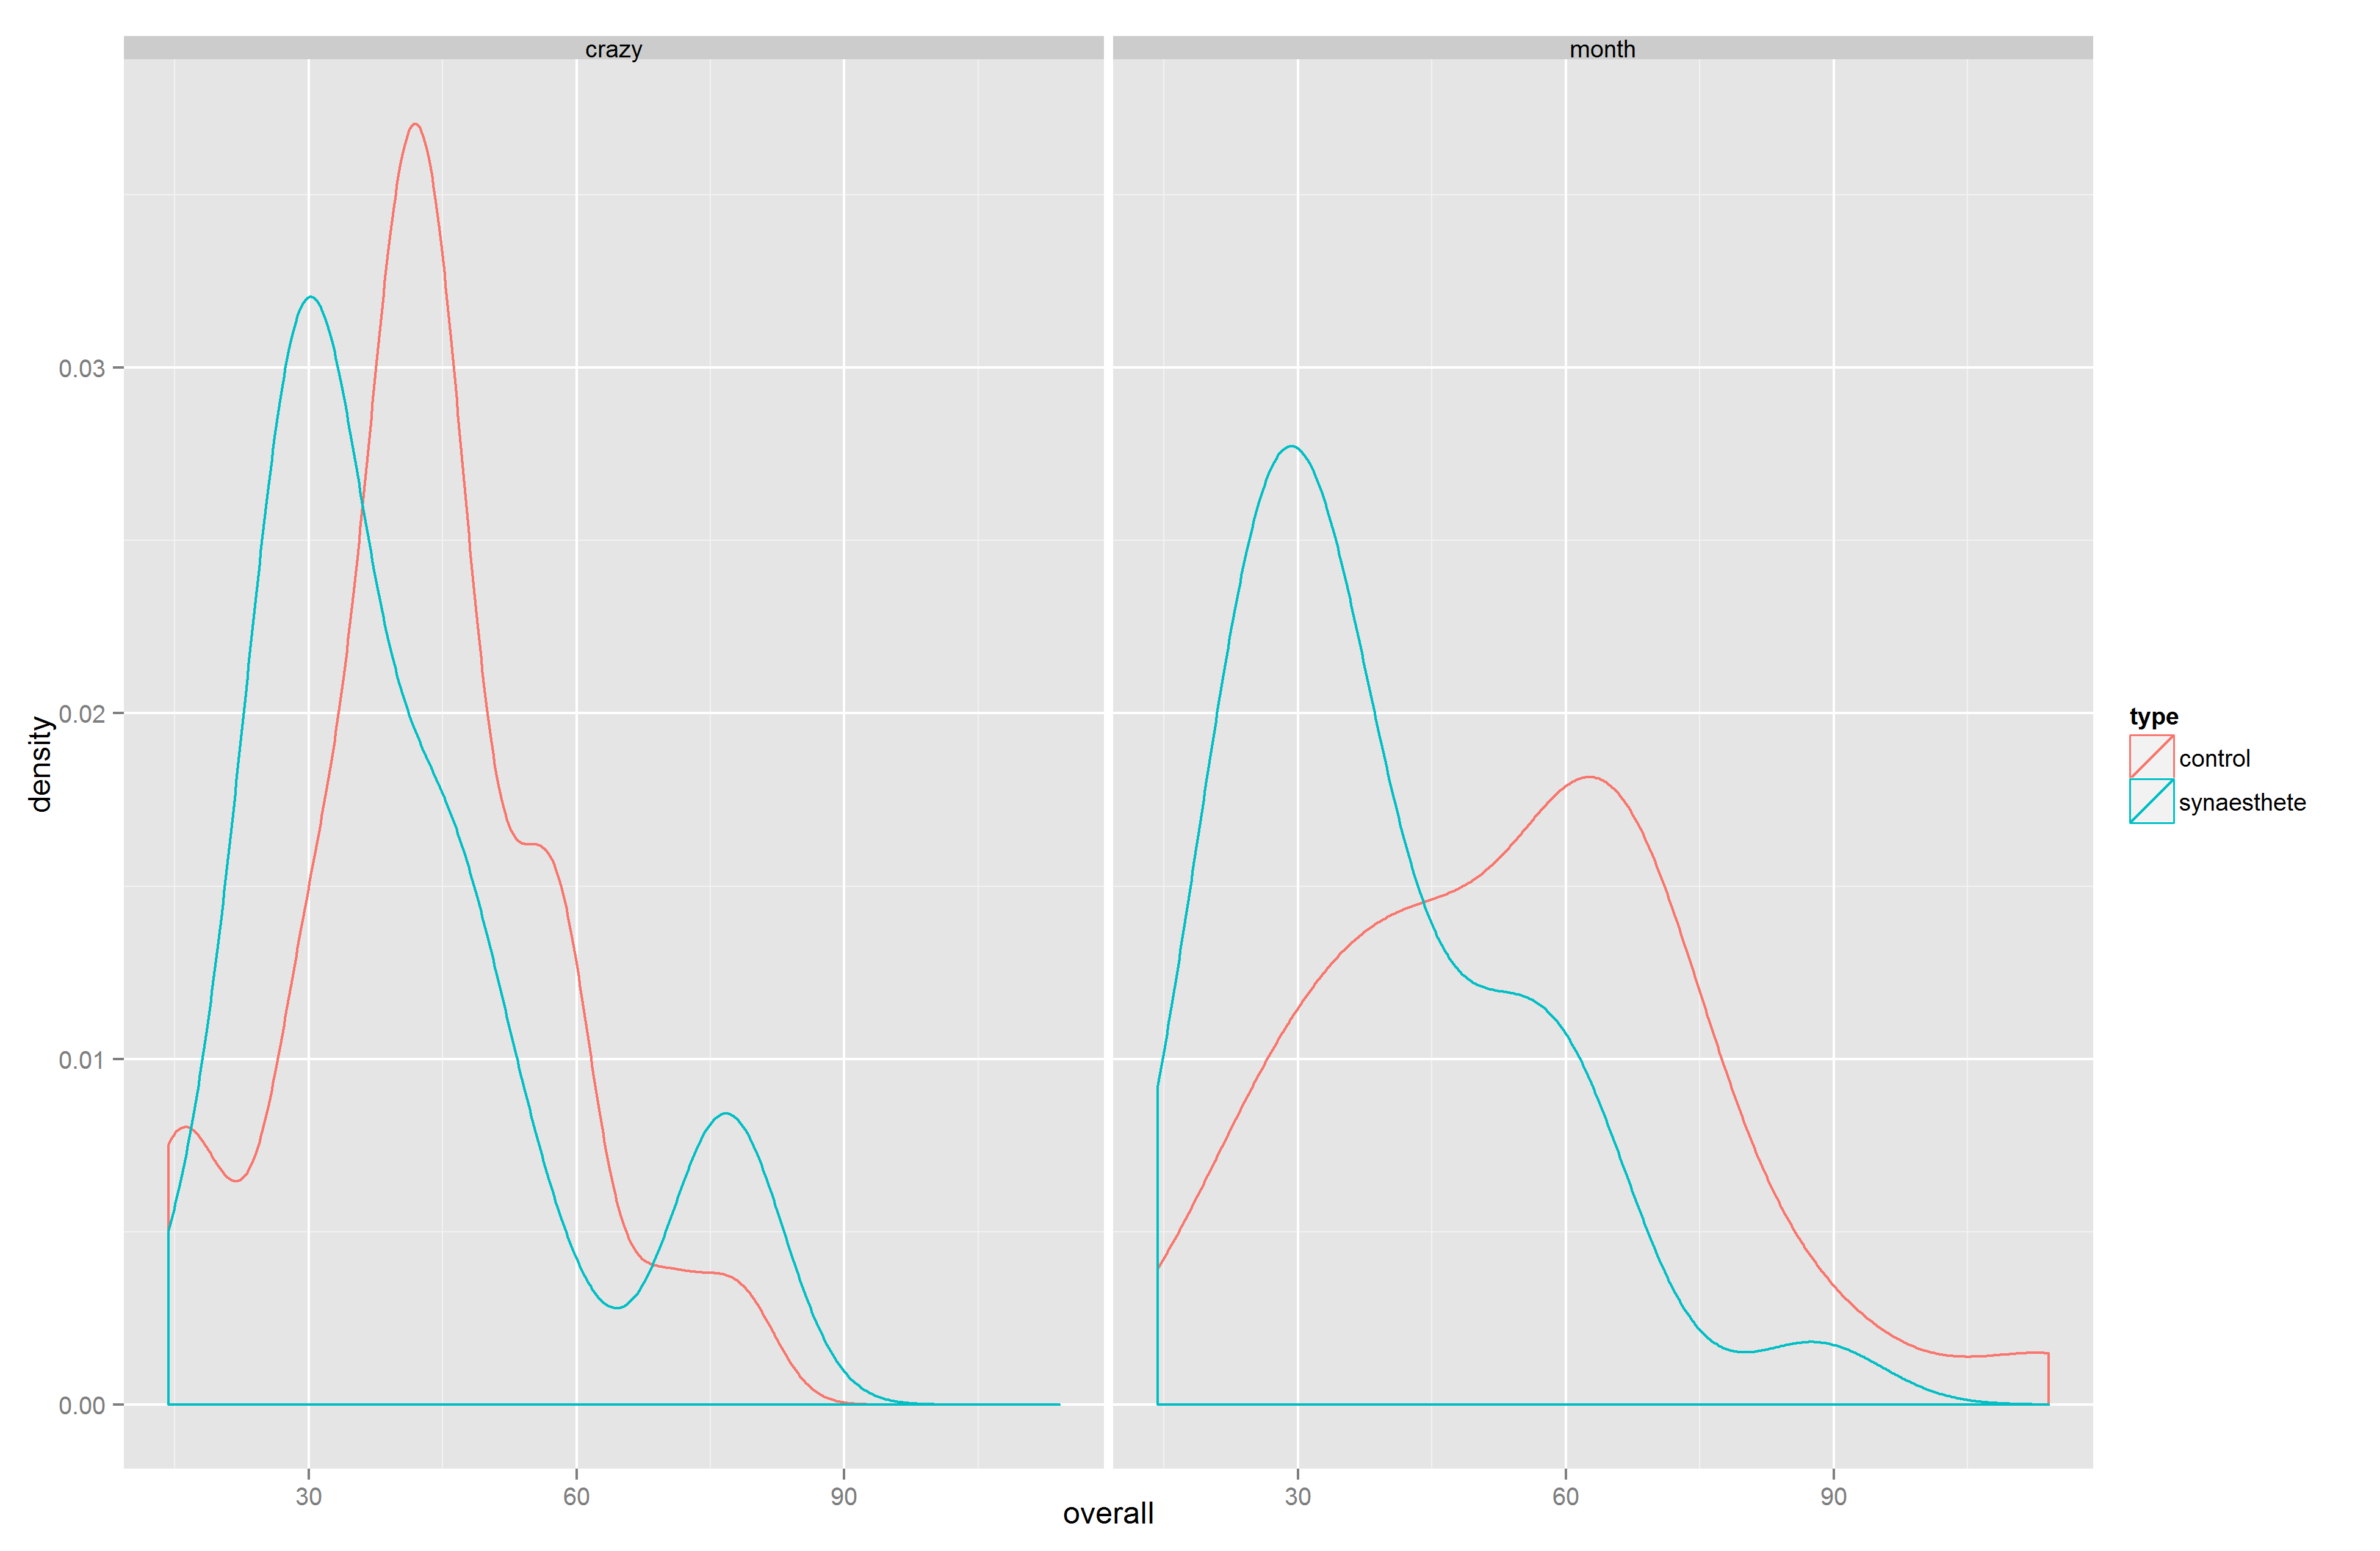 crazy
month
0.03
0.02
0.01
0.00
density
30
60
90
30
60
90
overall
type
control
synaesthete